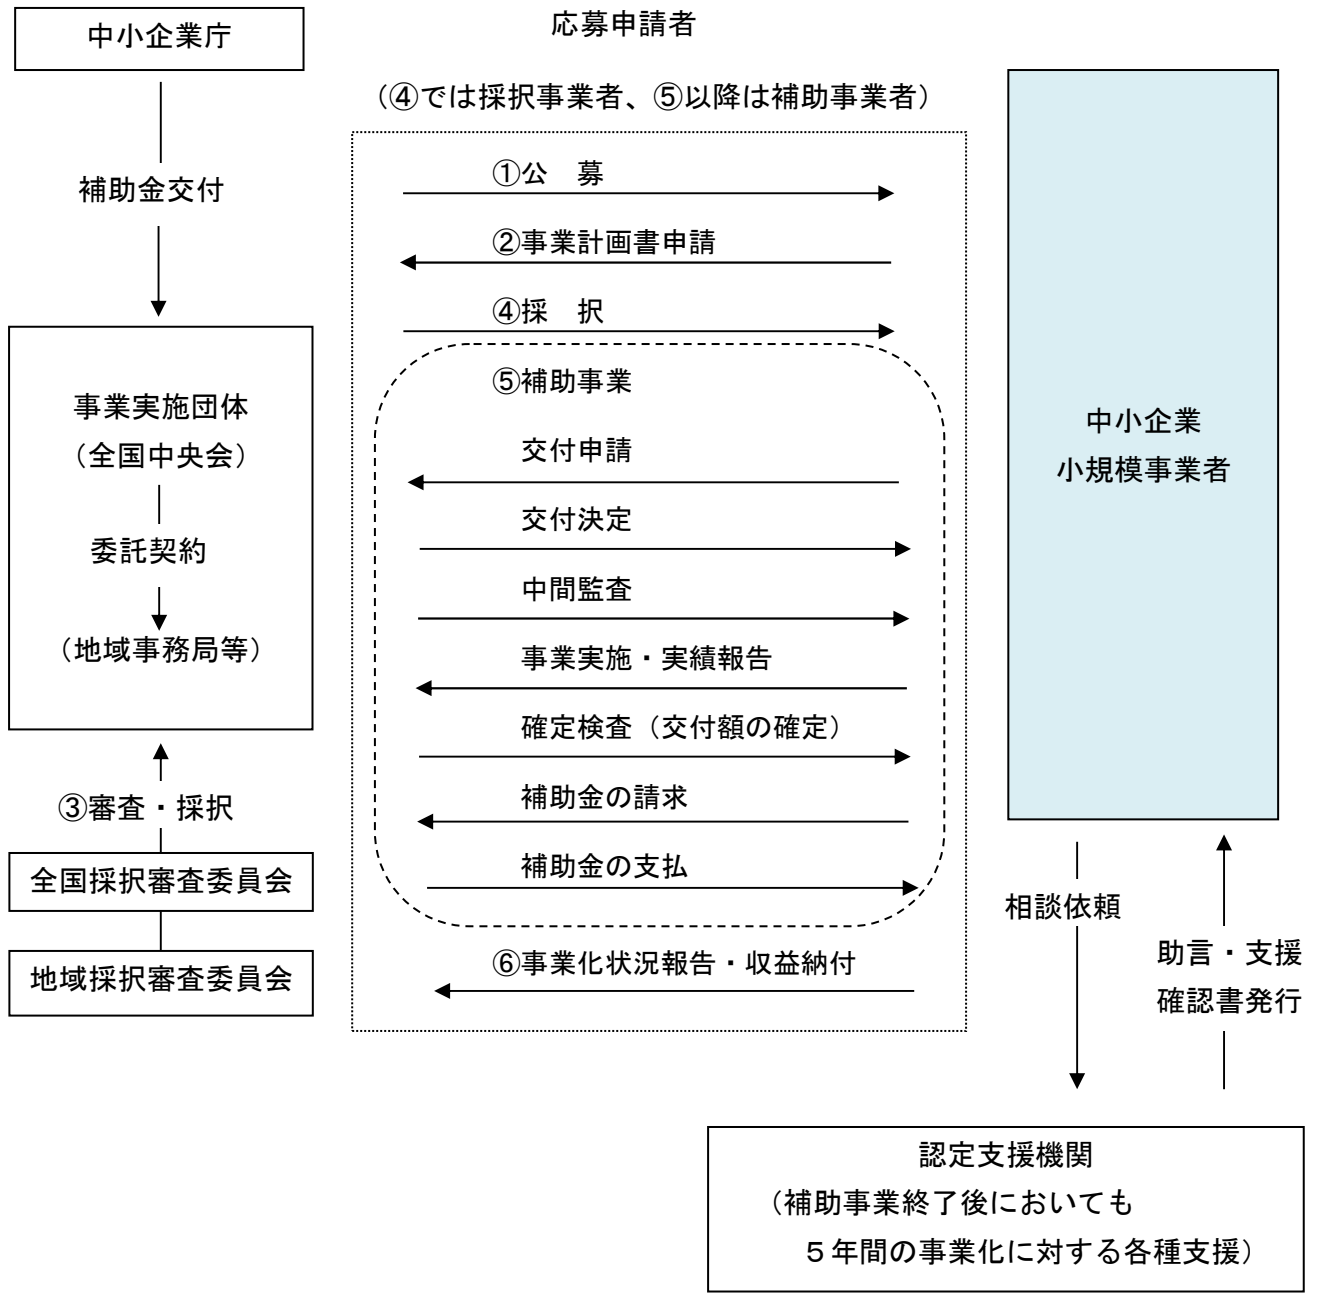 中小企業庁
補助金交付
事業実施団体
（全国中央会）
委託契約
（地域事務局等）
③審査・採択
全国採択審査委員会
地域採択審査委員会
応募申請者
（④では採択事業者、⑤以降は補助事業者）
①公　募
②事業計画書申請
④採　択
⑤補助事業
交付申請
交付決定
中間監査
事業実施・実績報告
確定検査（交付額の確定）
補助金の請求
補助金の支払
⑥事業化状況報告・収益納付
中小企業
小規模事業者
相談依頼
助言・支援
確認書発行
認定支援機関
（補助事業終了後においても
５年間の事業化に対する各種支援）